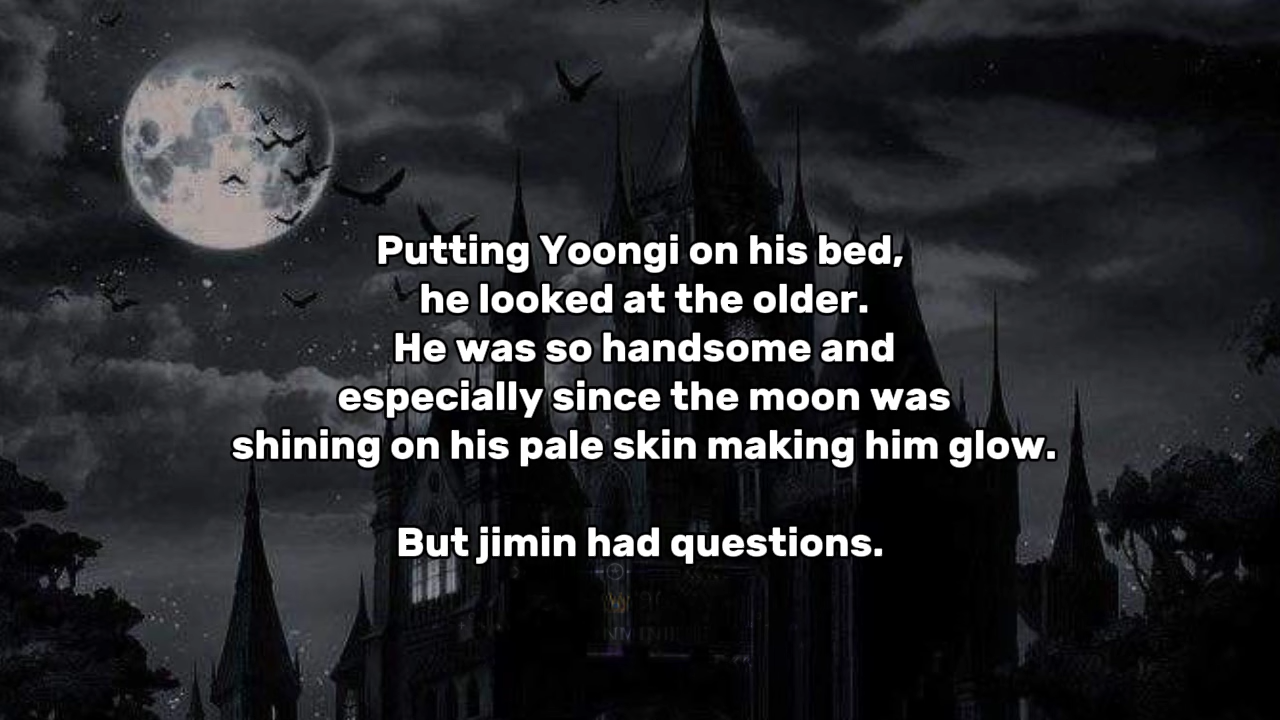 Putting Yoongi on his bed,
he looked at the older.
He was so handsome and
especially since the moon was
shining on his pale skin making him glow.
But jimin had questions.